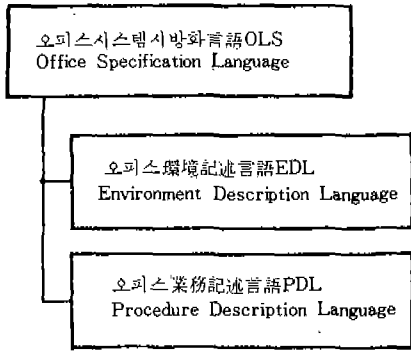 오피스시스템시방화言語OLS
Office Specification Language
오피스環境記述言語EDL
Environment Description Language
오피스業務記述言語PDL
Procedure Description Language